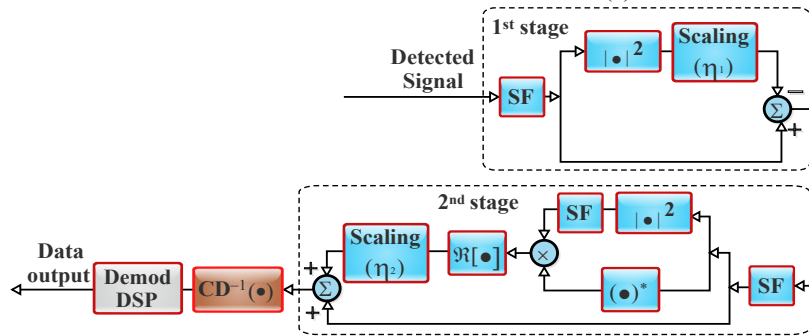 1st stage
Detected
Signal
SF
|•|²
Scaling
(η₁)
Σ
−
+
2nd stage
Data
output
Demod
DSP
CD⁻¹(•)
Σ
+
+
Scaling
(η₂)
ℜ[•]
×
SF
|•|²
(•)*
SF